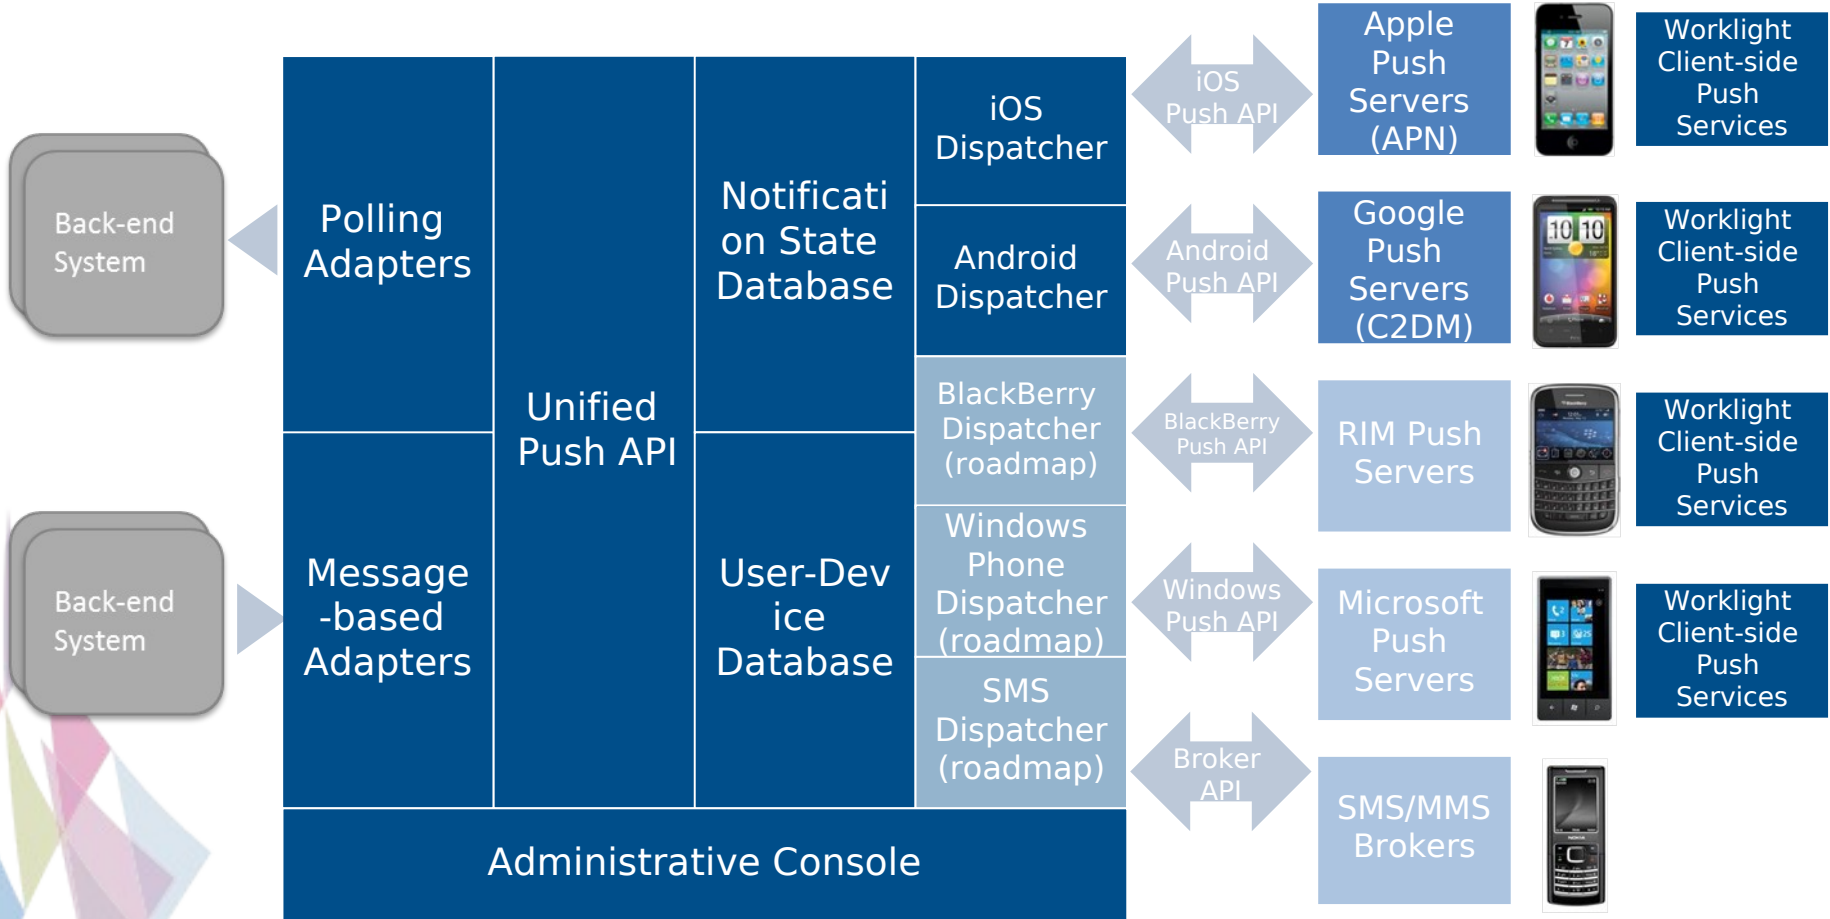 Back-end
System
Back-end
System
Polling
Adapters
Message
-based
Adapters
Unified
Push API
Notificati
on State
Database
User-Dev
ice
Database
iOS
Dispatcher
Android
Dispatcher
BlackBerry
Dispatcher
(roadmap)
Windows
Phone
Dispatcher
(roadmap)
SMS
Dispatcher
(roadmap)
Administrative Console
iOS
Push API
Android
Push API
BlackBerry
Push API
Windows
Push API
Broker
API
Apple
Push
Servers
(APN)
Google
Push
Servers
(C2DM)
RIM Push
Servers
Microsoft
Push
Servers
SMS/MMS
Brokers
10 10
Worklight
Client-side
Push
Services
Worklight
Client-side
Push
Services
Worklight
Client-side
Push
Services
Worklight
Client-side
Push
Services